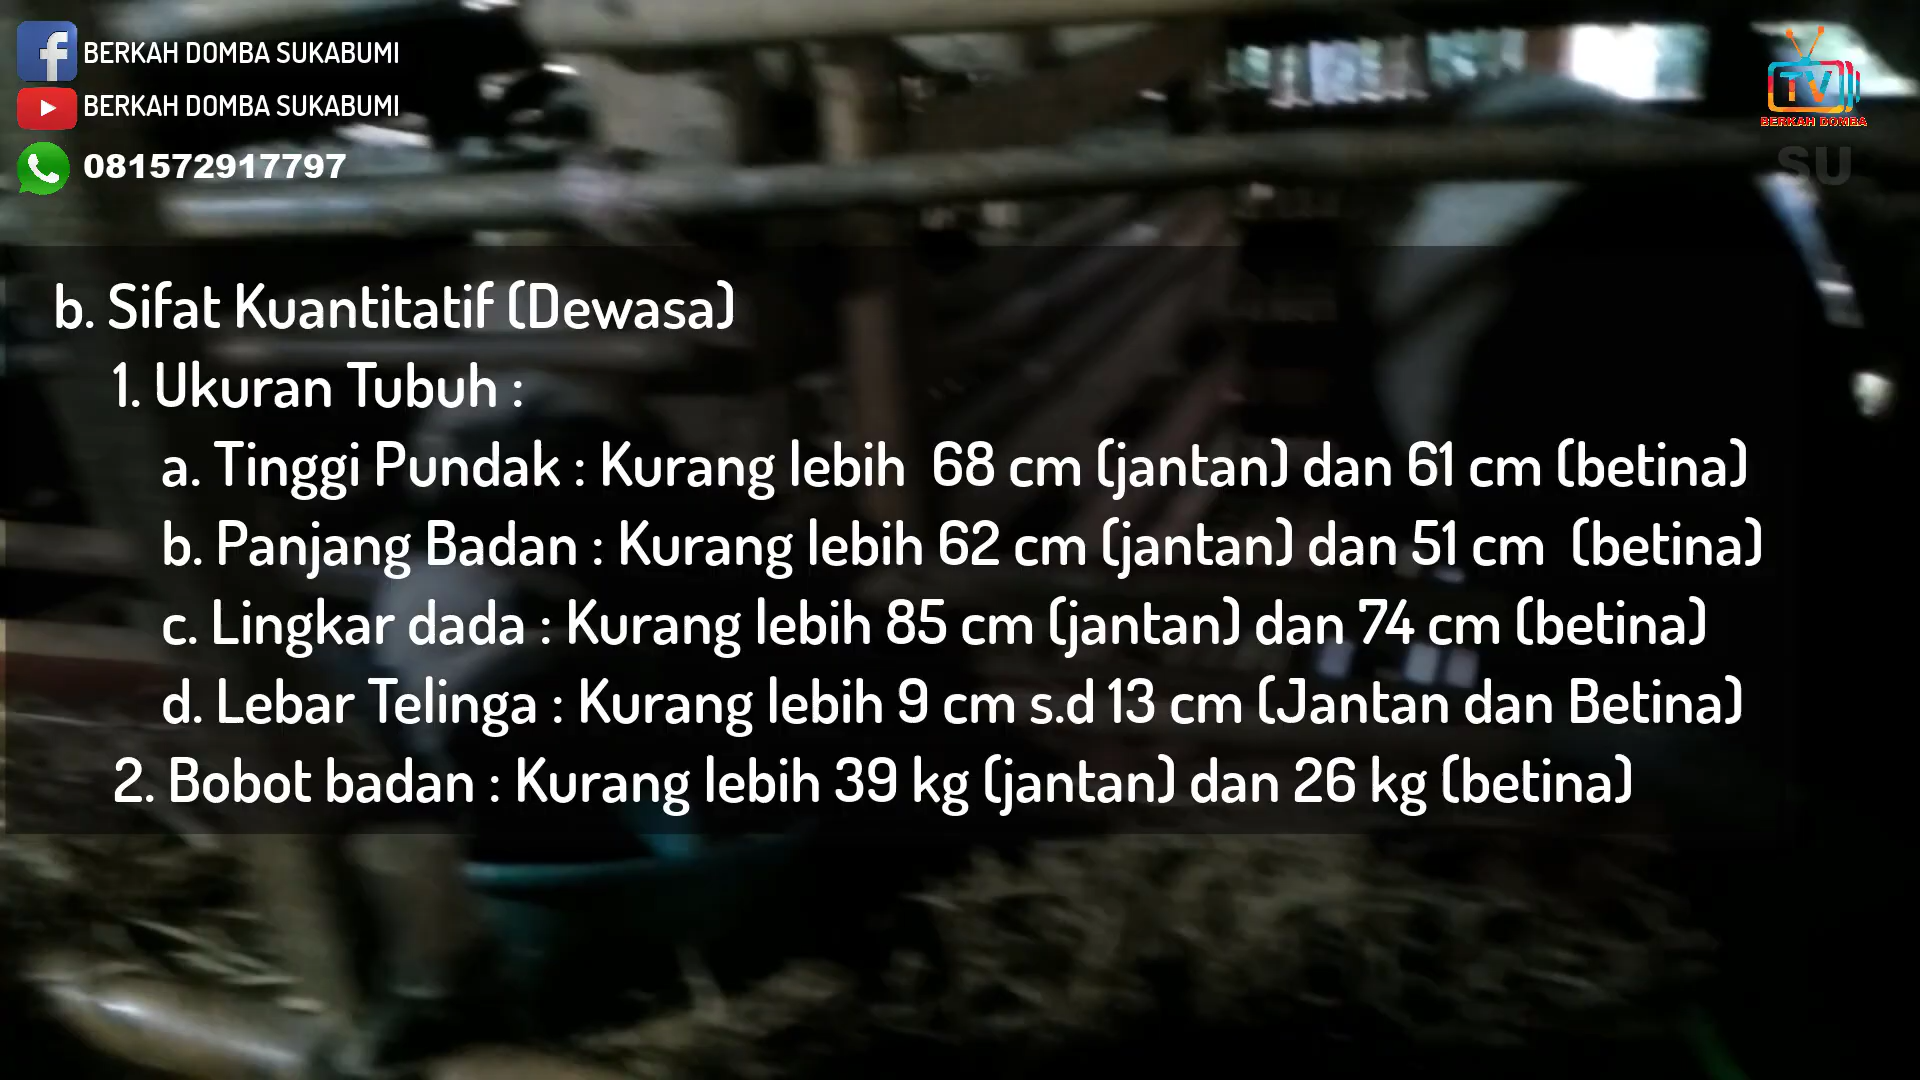 BERKAH DOMBA SUKABUMI
BERKAH DOMBA SUKABUMI
081572917797
TV
BERKAH DOMBA
SU
b. Sifat Kuantitatif (Dewasa)
1. Ukuran Tubuh :
a. Tinggi Pundak : Kurang lebih 68 cm (jantan) dan 61 cm (betina)
b. Panjang Badan : Kurang lebih 62 cm (jantan) dan 51 cm (betina)
c. Lingkar dada : Kurang lebih 85 cm (jantan) dan 74 cm (betina)
d. Lebar Telinga : Kurang lebih 9 cm s.d 13 cm (Jantan dan Betina)
2. Bobot badan : Kurang lebih 39 kg (jantan) dan 26 kg (betina)